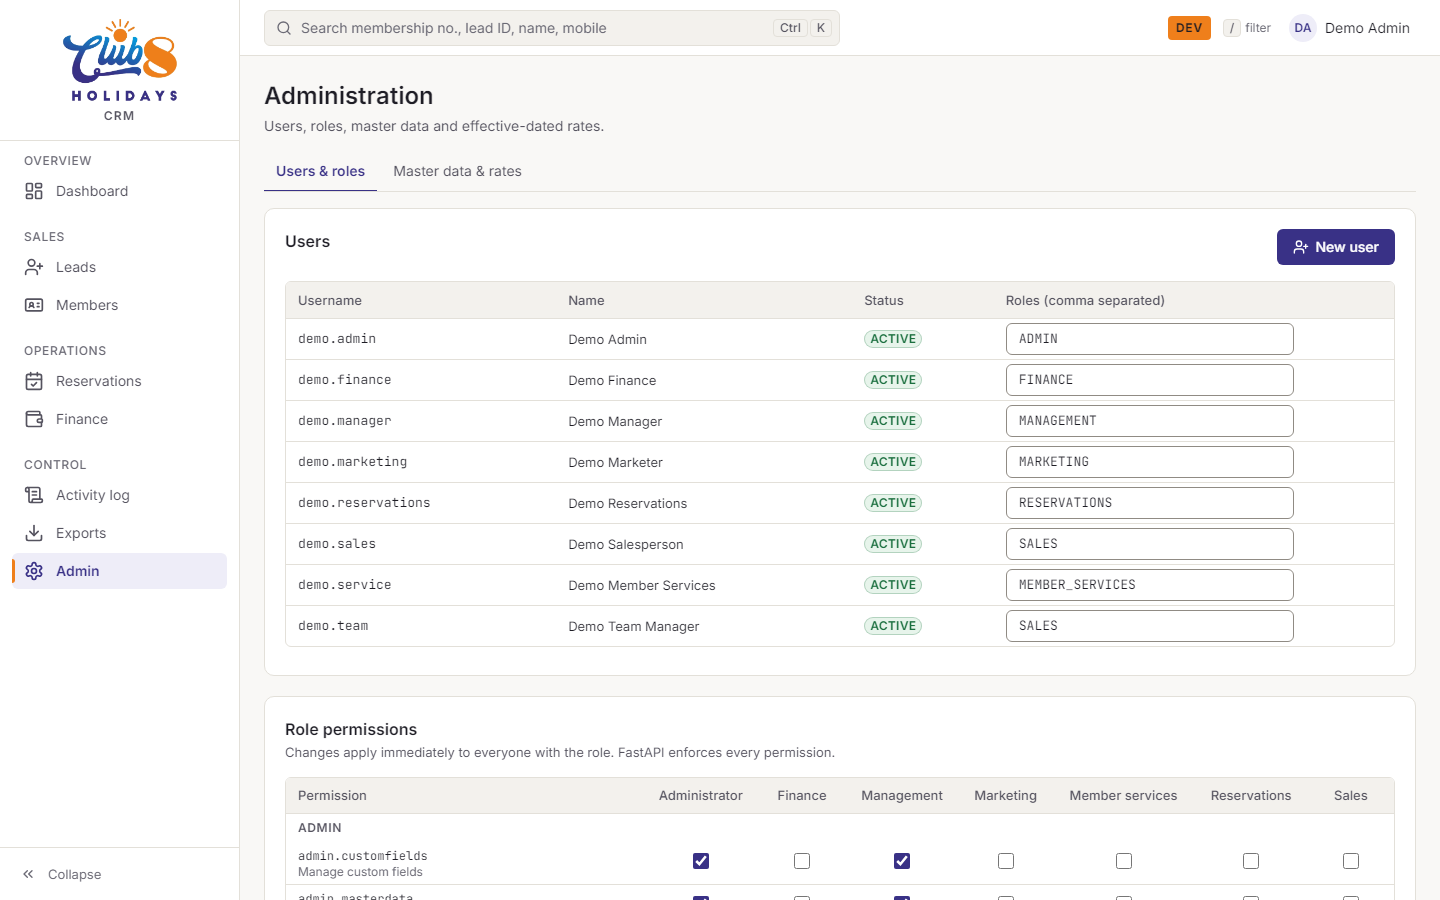 Club8
HOLIDAYS
CRM
OVERVIEW
Dashboard
SALES
Leads
Members
OPERATIONS
Reservations
Finance
CONTROL
Activity log
Exports
Admin
Collapse
Search membership no., lead ID, name, mobile Ctrl K
DEV / filter DA Demo Admin
Administration
Users, roles, master data and effective-dated rates.
Users & roles Master data & rates
Users
New user
Username Name Status Roles (comma separated)
demo.admin Demo Admin ACTIVE ADMIN
demo.finance Demo Finance ACTIVE FINANCE
demo.manager Demo Manager ACTIVE MANAGEMENT
demo.marketing Demo Marketer ACTIVE MARKETING
demo.reservations Demo Reservations ACTIVE RESERVATIONS
demo.sales Demo Salesperson ACTIVE SALES
demo.service Demo Member Services ACTIVE MEMBER_SERVICES
demo.team Demo Team Manager ACTIVE SALES
Role permissions
Changes apply immediately to everyone with the role. FastAPI enforces every permission.
Permission Administrator Finance Management Marketing Member services Reservations Sales
ADMIN
admin.customfields
Manage custom fields
admin.masterdata